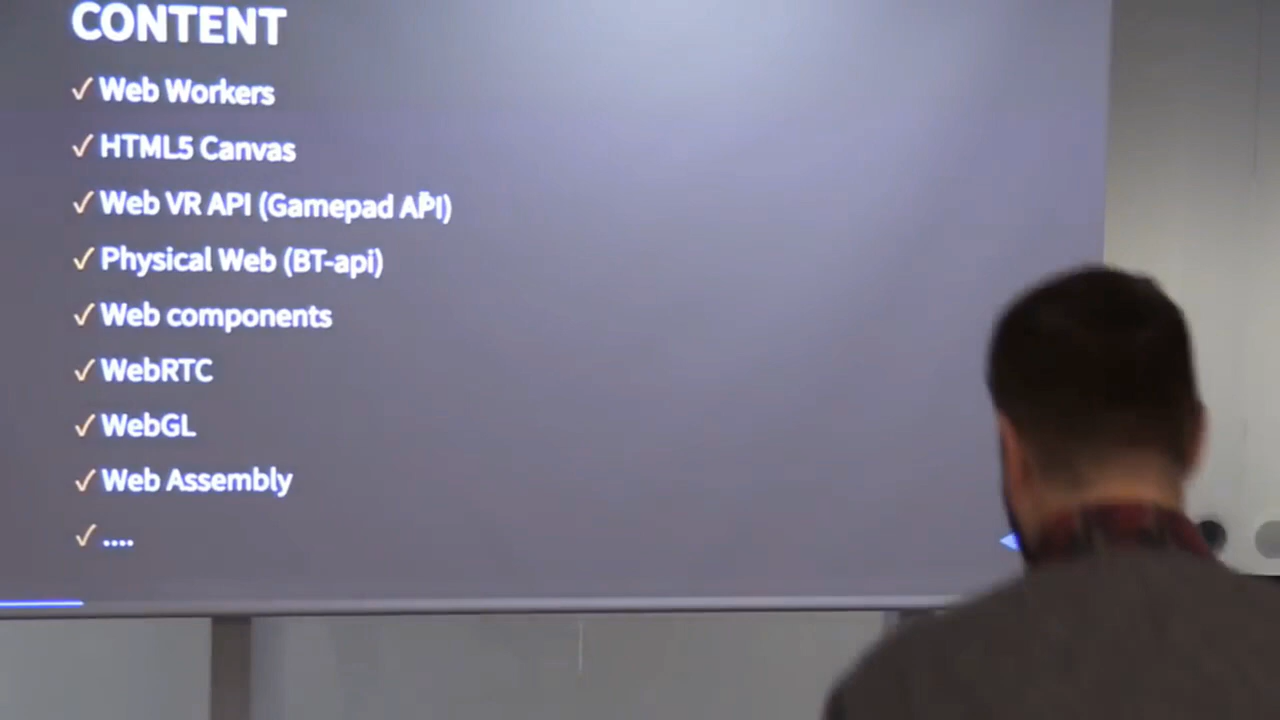 CONTENT
✓ Web Workers
✓ HTML5 Canvas
✓ Web VR API (Gamepad API)
✓ Physical Web (BT-api)
✓ Web components
✓ WebRTC
✓ WebGL
✓ Web Assembly
✓ ....